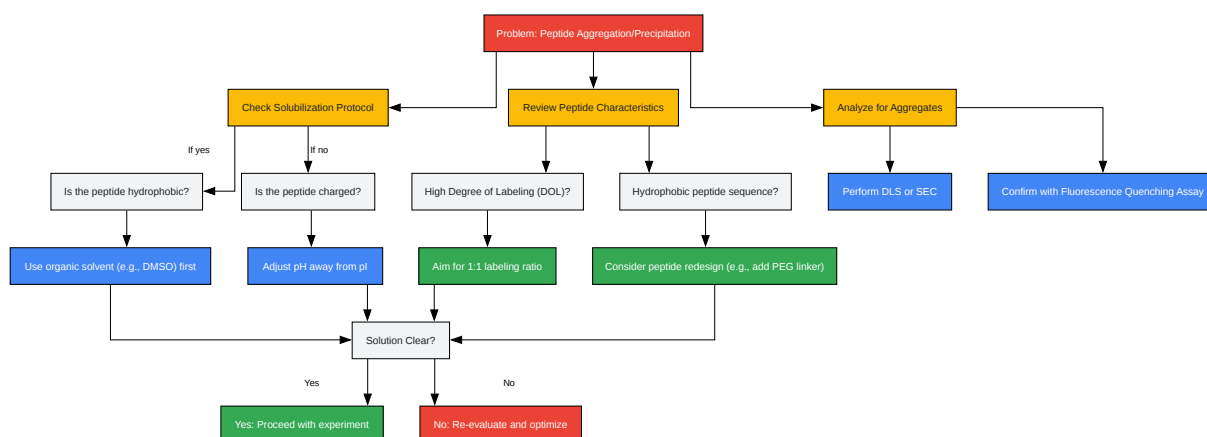 Problem: Peptide Aggregation/Precipitation
Check Solubilization Protocol
Review Peptide Characteristics
Analyze for Aggregates
If yes
If no
Is the peptide hydrophobic?
Is the peptide charged?
High Degree of Labeling (DOL)?
Hydrophobic peptide sequence?
Perform DLS or SEC
Confirm with Fluorescence Quenching Assay
Use organic solvent (e.g., DMSO) first
Adjust pH away from pI
Aim for 1:1 labeling ratio
Consider peptide redesign (e.g., add PEG linker)
Solution Clear?
Yes
No
Yes: Proceed with experiment
No: Re-evaluate and optimize